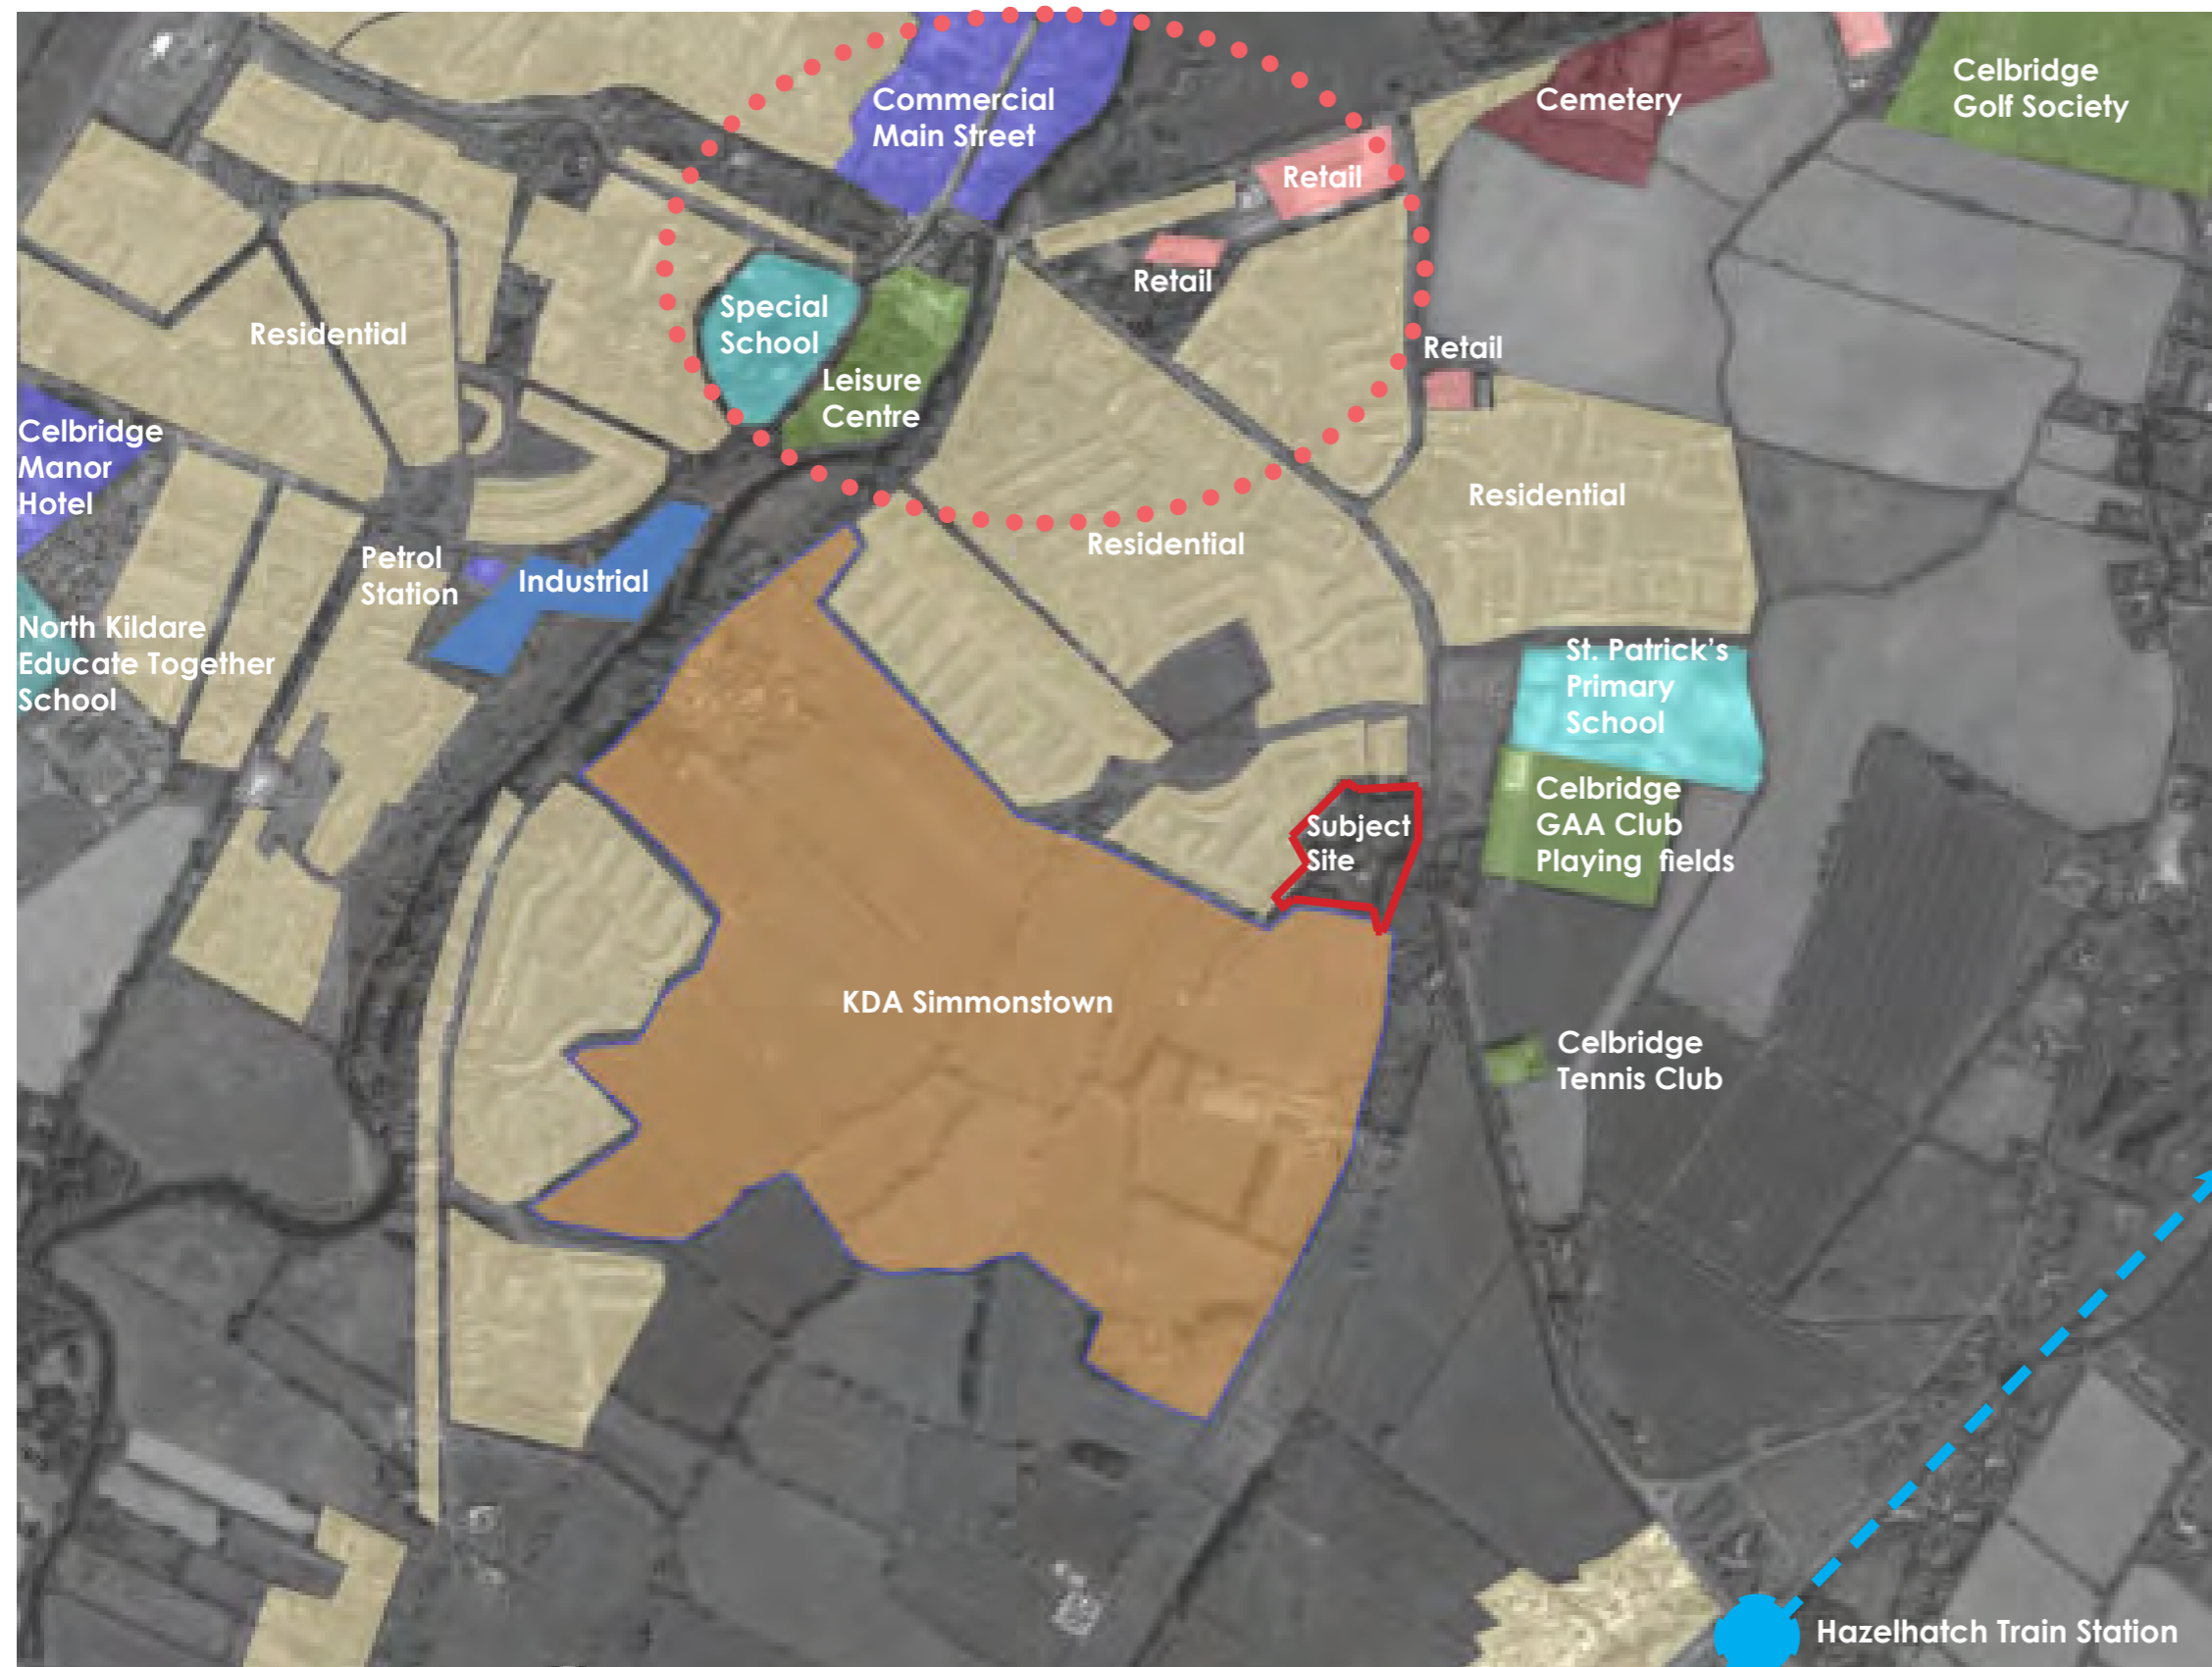 Celbridge
Golf Society
Commercial
Main Street
Cemetery
Retail
Retail
Special
School
Residential
Retail
Leisure
Centre
Celbridge
Manor
Hotel
Residential
Residential
Petrol
Station
Industrial
North Kildare
Educate Together
School
St. Patrick’s
Primary
School
Celbridge
GAA Club
Playing fields
Subject
Site
KDA Simmonstown
Celbridge
Tennis Club
Hazelhatch Train Station